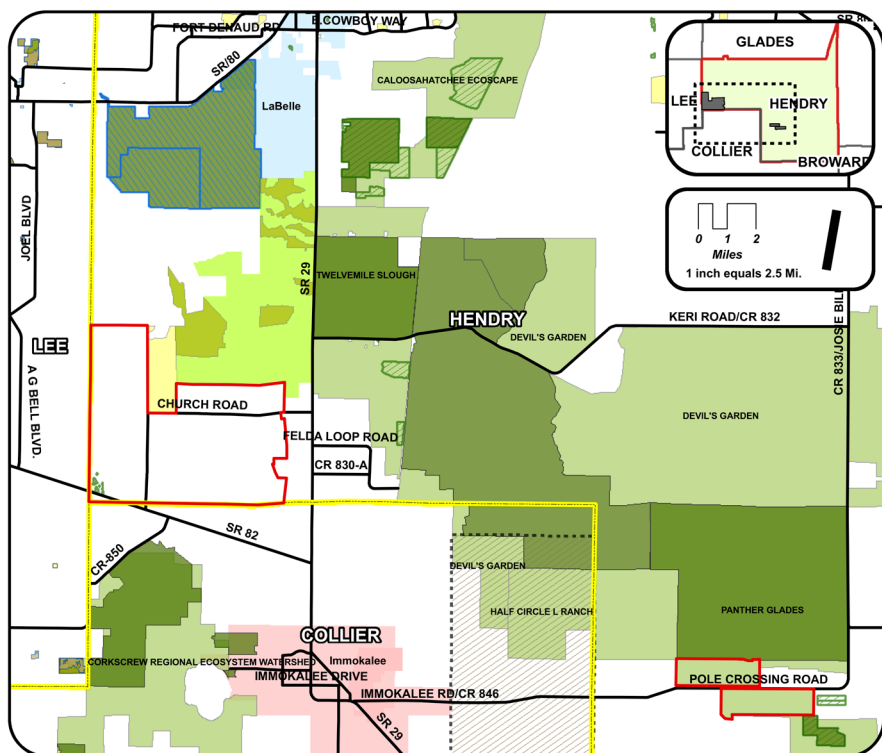 FORT DENAUD RD
E COWBOY WAY
SR 80
SR/80
LaBelle
CALOOSAHATCHEE ECOSCAPE
GLADES
LEE
HENDRY
COLLIER
BROWARD
JOEL BLVD
0 1 2
Miles
1 inch equals 2.5 Mi.
SR 29
TWELVEMILE SLOUGH
HENDRY
DEVIL'S GARDEN
KERI ROAD/CR 832
CR 833/JOSIE BILL
LEE
A G BELL BLVD.
CHURCH ROAD
DEVIL'S GARDEN
FELDA LOOP ROAD
CR 830-A
SR 82
CR-850
DEVIL'S GARDEN
HALF CIRCLE L RANCH
PANTHER GLADES
COLLIER
CORKSCREW REGIONAL ECOSYSTEM WATERSHED
Immokalee
IMMOKALEE DRIVE
POLE CROSSING ROAD
IMMOKALEE RD/CR 846
SR 29